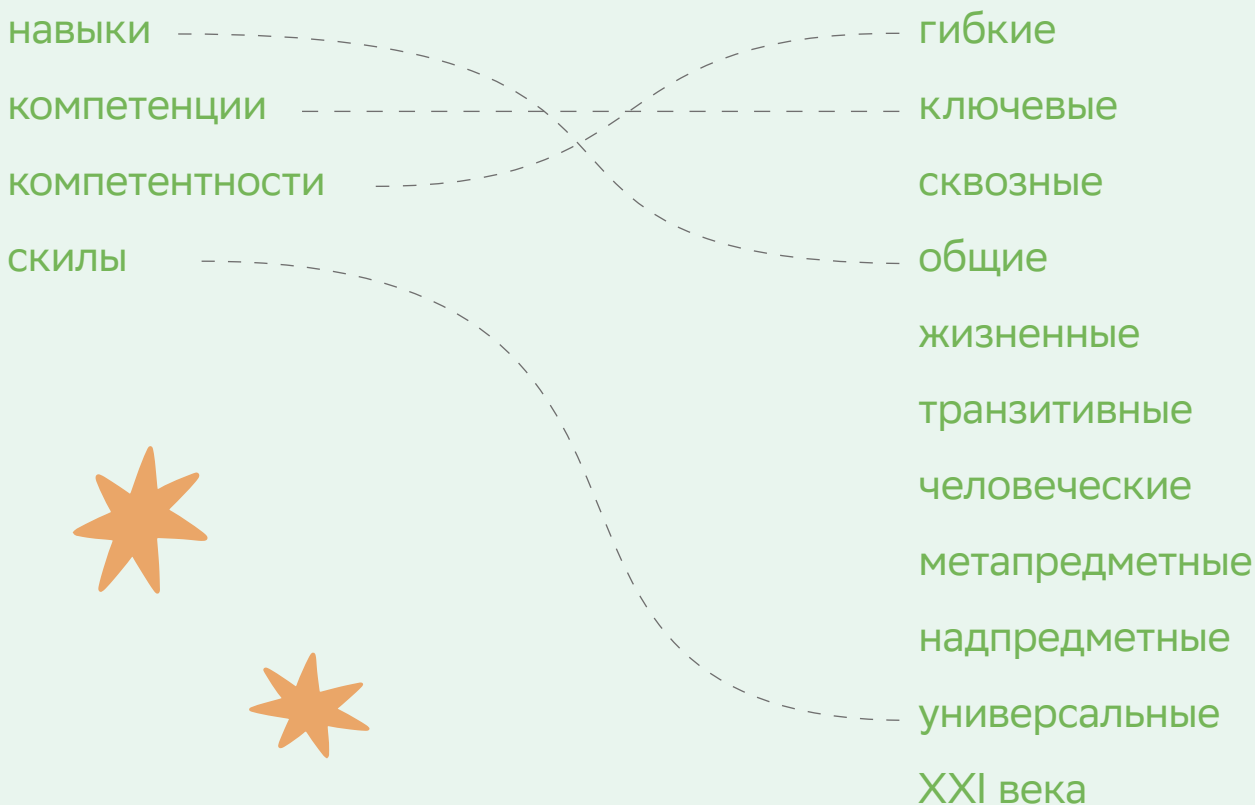 навыки
компетенции
компетентности
скилы
гибкие
ключевые
сквозные
общие
жизненные
транзитивные
человеческие
метапредметные
надпредметные
универсальные
XXI века